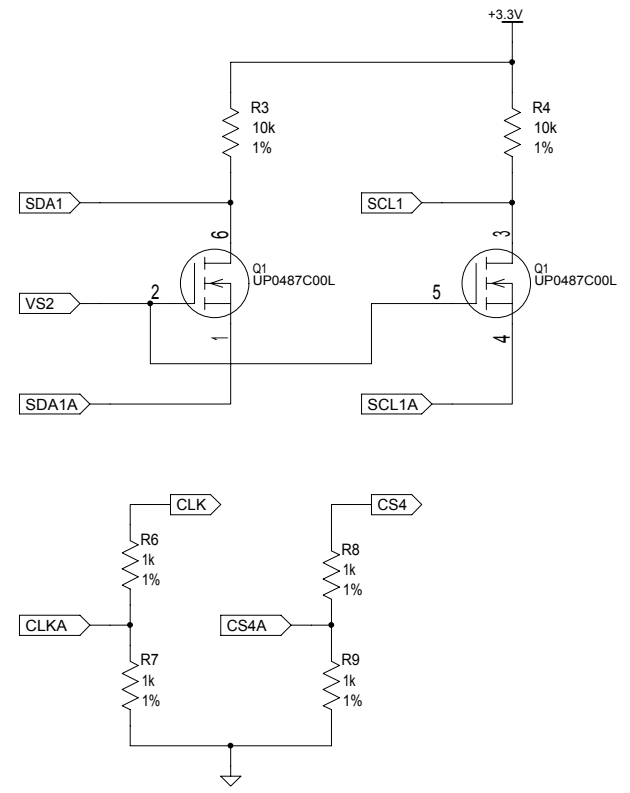 +3.3V
R3
10k
1%
R4
10k
1%
SDA1
SCL1
6
3
Q1
UP0487C00L
Q1
UP0487C00L
VS2
2
5
1
4
SDA1A
SCL1A
CLK
CS4
R6
1k
1%
R8
1k
1%
CLKA
CS4A
R7
1k
1%
R9
1k
1%